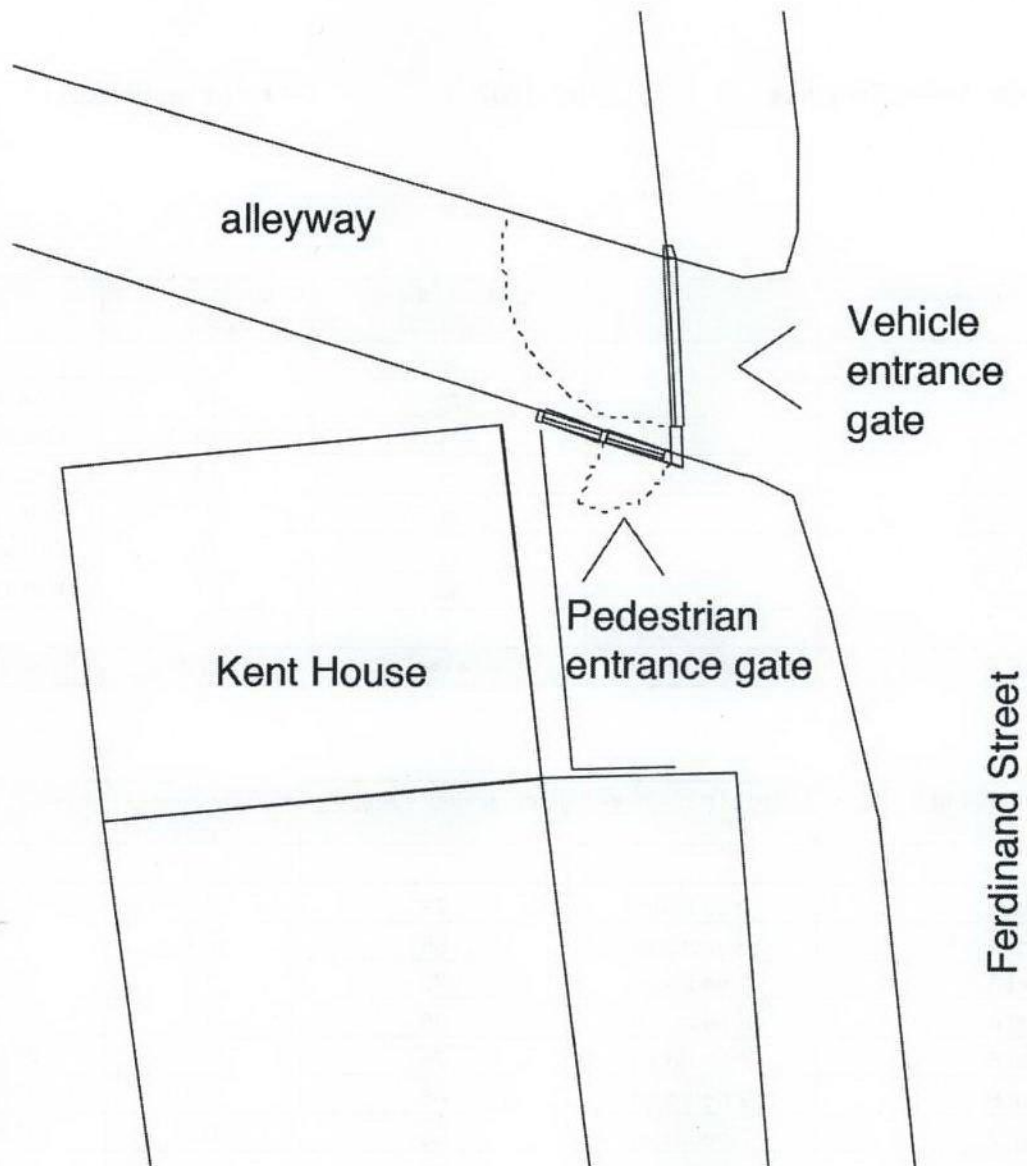 alleyway
Vehicle
entrance
gate
Pedestrian
entrance gate
Kent House
Ferdinand Street